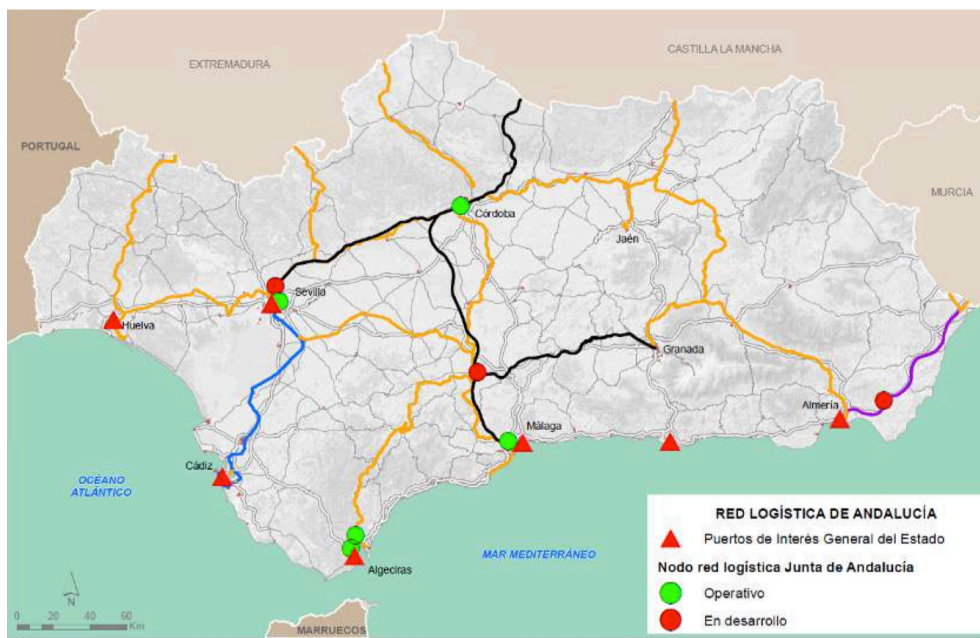 EXTREMADURA
CASTILLA LA MANCHA
PORTUGAL
MURCIA
Córdoba
Jaén
Sevilla
Huelva
Granada
Almería
Málaga
Cádiz
OCÉANO
ATLÁNTICO
MAR MEDITERRÁNEO
Algeciras
N
0 20 40 60
Km
MARRUECOS
RED LOGÍSTICA DE ANDALUCÍA
Puertos de Interés General del Estado
Nodo red logística Junta de Andalucía
Operativo
En desarrollo